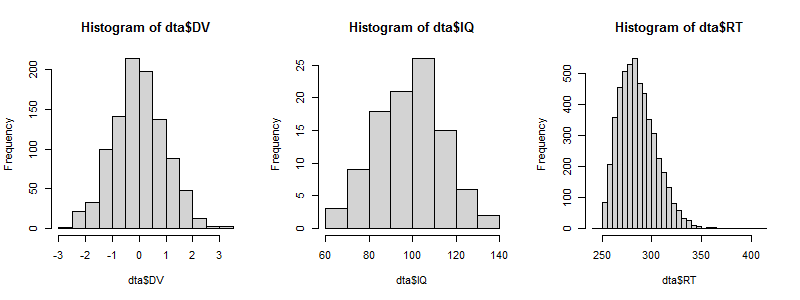 Histogram of dta$DV
Frequency
0 50 100 150 200
-3 -2 -1 0 1 2 3
dta$DV
Histogram of dta$IQ
Frequency
0 5 10 15 20 25
60 80 100 120 140
dta$IQ
Histogram of dta$RT
Frequency
0 100 200 300 400 500
250 300 350 400
dta$RT